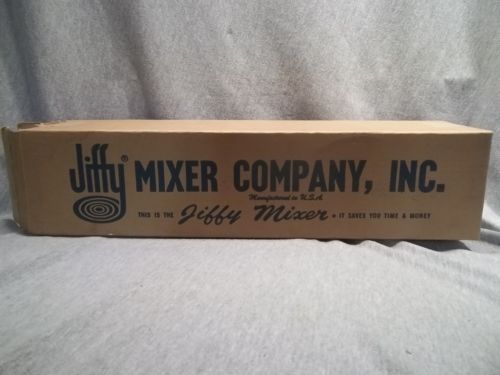 Jiffy® MIXER COMPANY, INC.
Manufactured in U.S.A.
THIS IS THE Jiffy Mixer • IT SAVES YOU TIME & MONEY